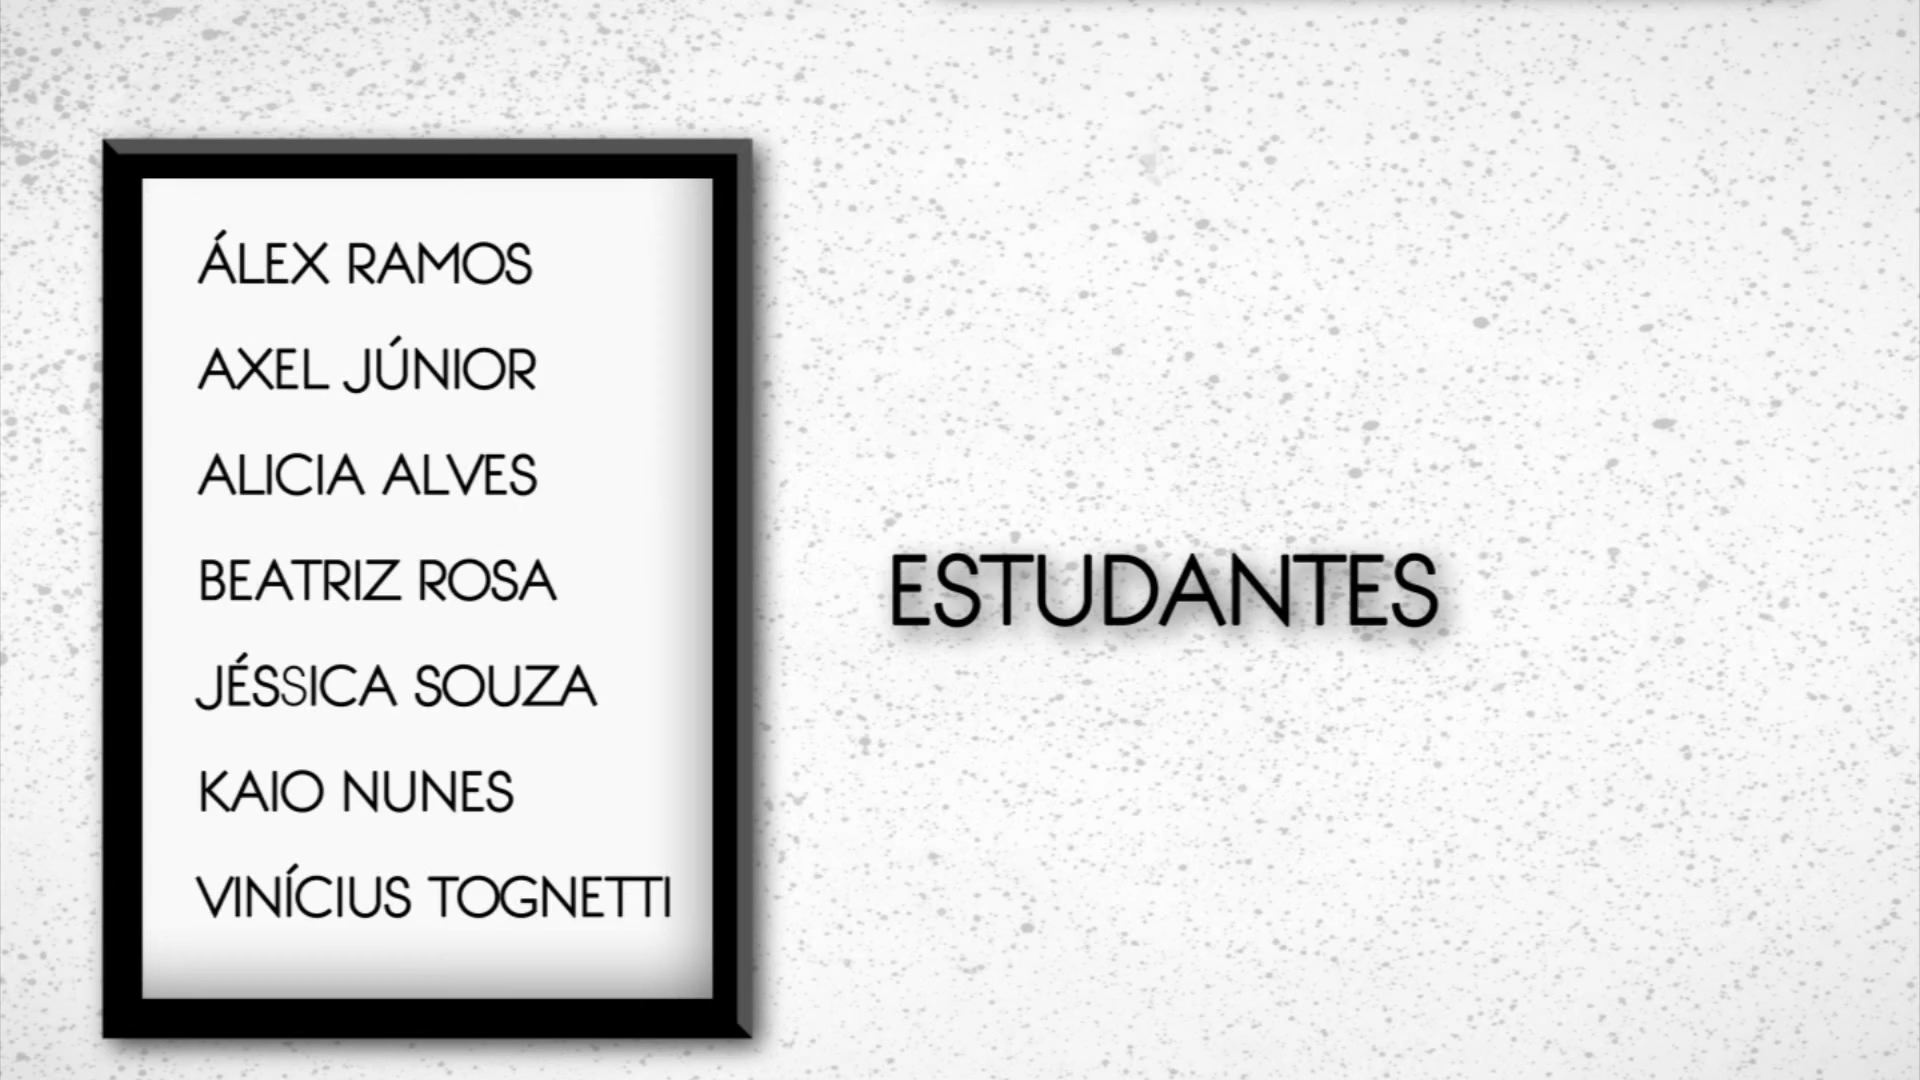 ÁLEX RAMOS
AXEL JÚNIOR
ALICIA ALVES
BEATRIZ ROSA
JÉSSICA SOUZA
KAIO NUNES
VINÍCIUS TOGNETTI
ESTUDANTES